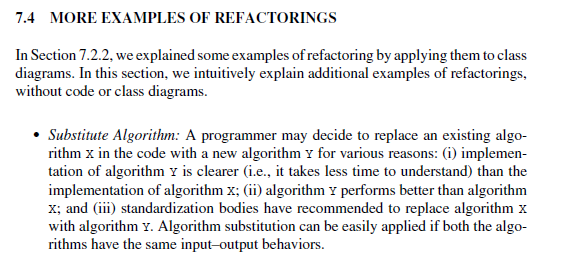 7.4 MORE EXAMPLES OF REFACTORINGS
In Section 7.2.2, we explained some examples of refactoring by applying them to class
diagrams. In this section, we intuitively explain additional examples of refactorings,
without code or class diagrams.
• Substitute Algorithm: A programmer may decide to replace an existing algo-
rithm X in the code with a new algorithm Y for various reasons: (i) implemen-
tation of algorithm Y is clearer (i.e., it takes less time to understand) than the
implementation of algorithm X; (ii) algorithm Y performs better than algorithm
X; and (iii) standardization bodies have recommended to replace algorithm X
with algorithm Y. Algorithm substitution can be easily applied if both the algo-
rithms have the same input–output behaviors.